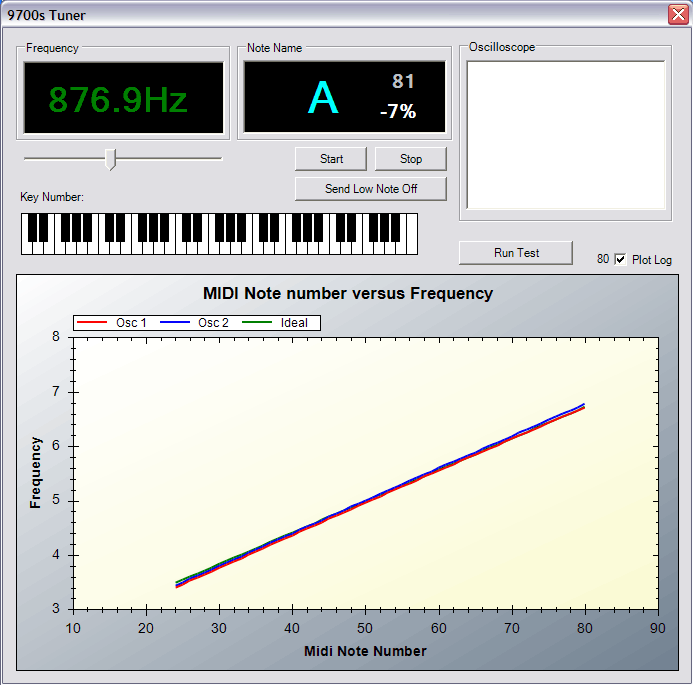 9700s Tuner
Frequency
876.9Hz
Note Name
A
81
-7%
Oscilloscope
Start
Stop
Send Low Note Off
Key Number:
Run Test
80
Plot Log
MIDI Note number versus Frequency
Osc 1 Osc 2 Ideal
8
7
6
5
4
3
Frequency
10 20 30 40 50 60 70 80 90
Midi Note Number